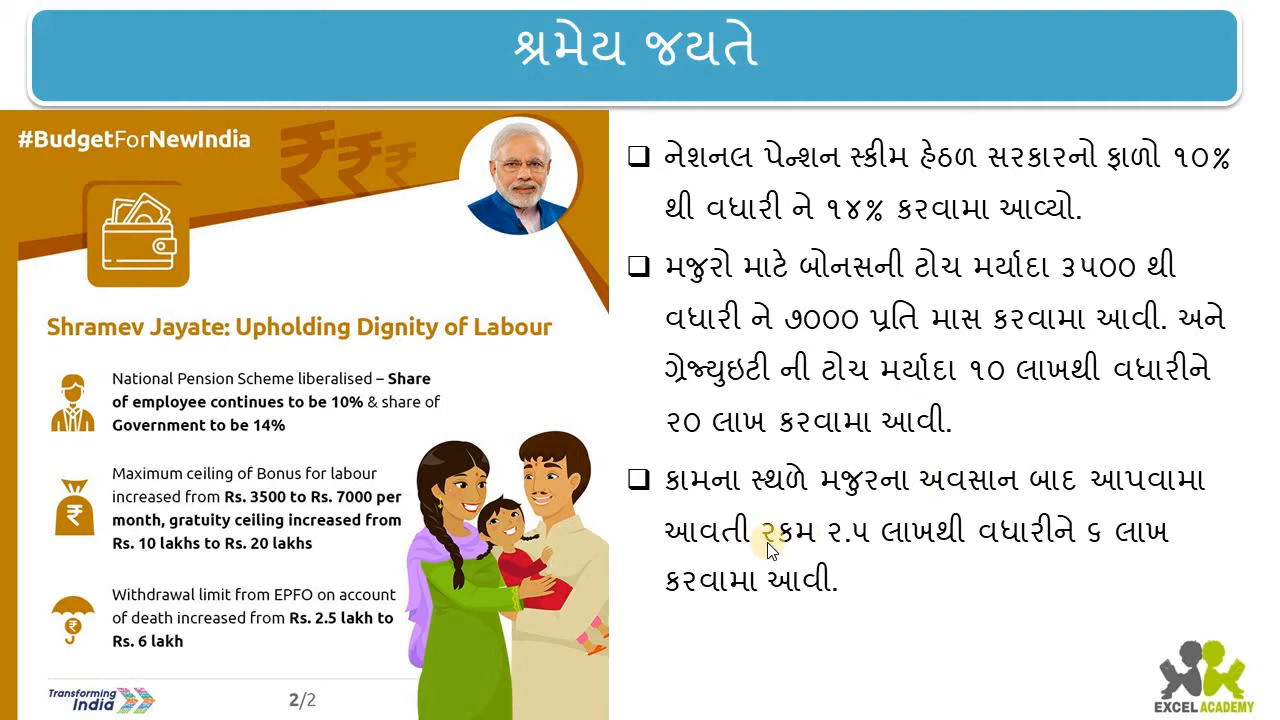 શ્રમેય જયતે
#BudgetForNewIndia
Shramev Jayate: Upholding Dignity of Labour
National Pension Scheme liberalised – Share
of employee continues to be 10% & share of
Government to be 14%
Maximum ceiling of Bonus for labour
increased from Rs. 3500 to Rs. 7000 per
month, gratuity ceiling increased from
Rs. 10 lakhs to Rs. 20 lakhs
Withdrawal limit from EPFO on account
of death increased from Rs. 2.5 lakh to
Rs. 6 lakh
Transforming
India
2/2
નેશનલ પેન્શન સ્કીમ હેઠળ સરકારનો ફાળો ૧૦%
થી વધારી ને ૧૪% કરવામા આવ્યો.
મજુરો માટે બોનસની ટોચ મર્યાદા ૩૫૦૦ થી
વધારી ને ૭૦૦૦ પ્રતિ માસ કરવામા આવી. અને
ગ્રેજ્યુઇટી ની ટોચ મર્યાદા ૧૦ લાખથી વધારીને
૨૦ લાખ કરવામા આવી.
કામના સ્થળે મજુરના અવસાન બાદ આપવામા
આવતી રકમ ૨.૫ લાખથી વધારીને ૬ લાખ
કરવામા આવી.
EXCEL ACADEMY